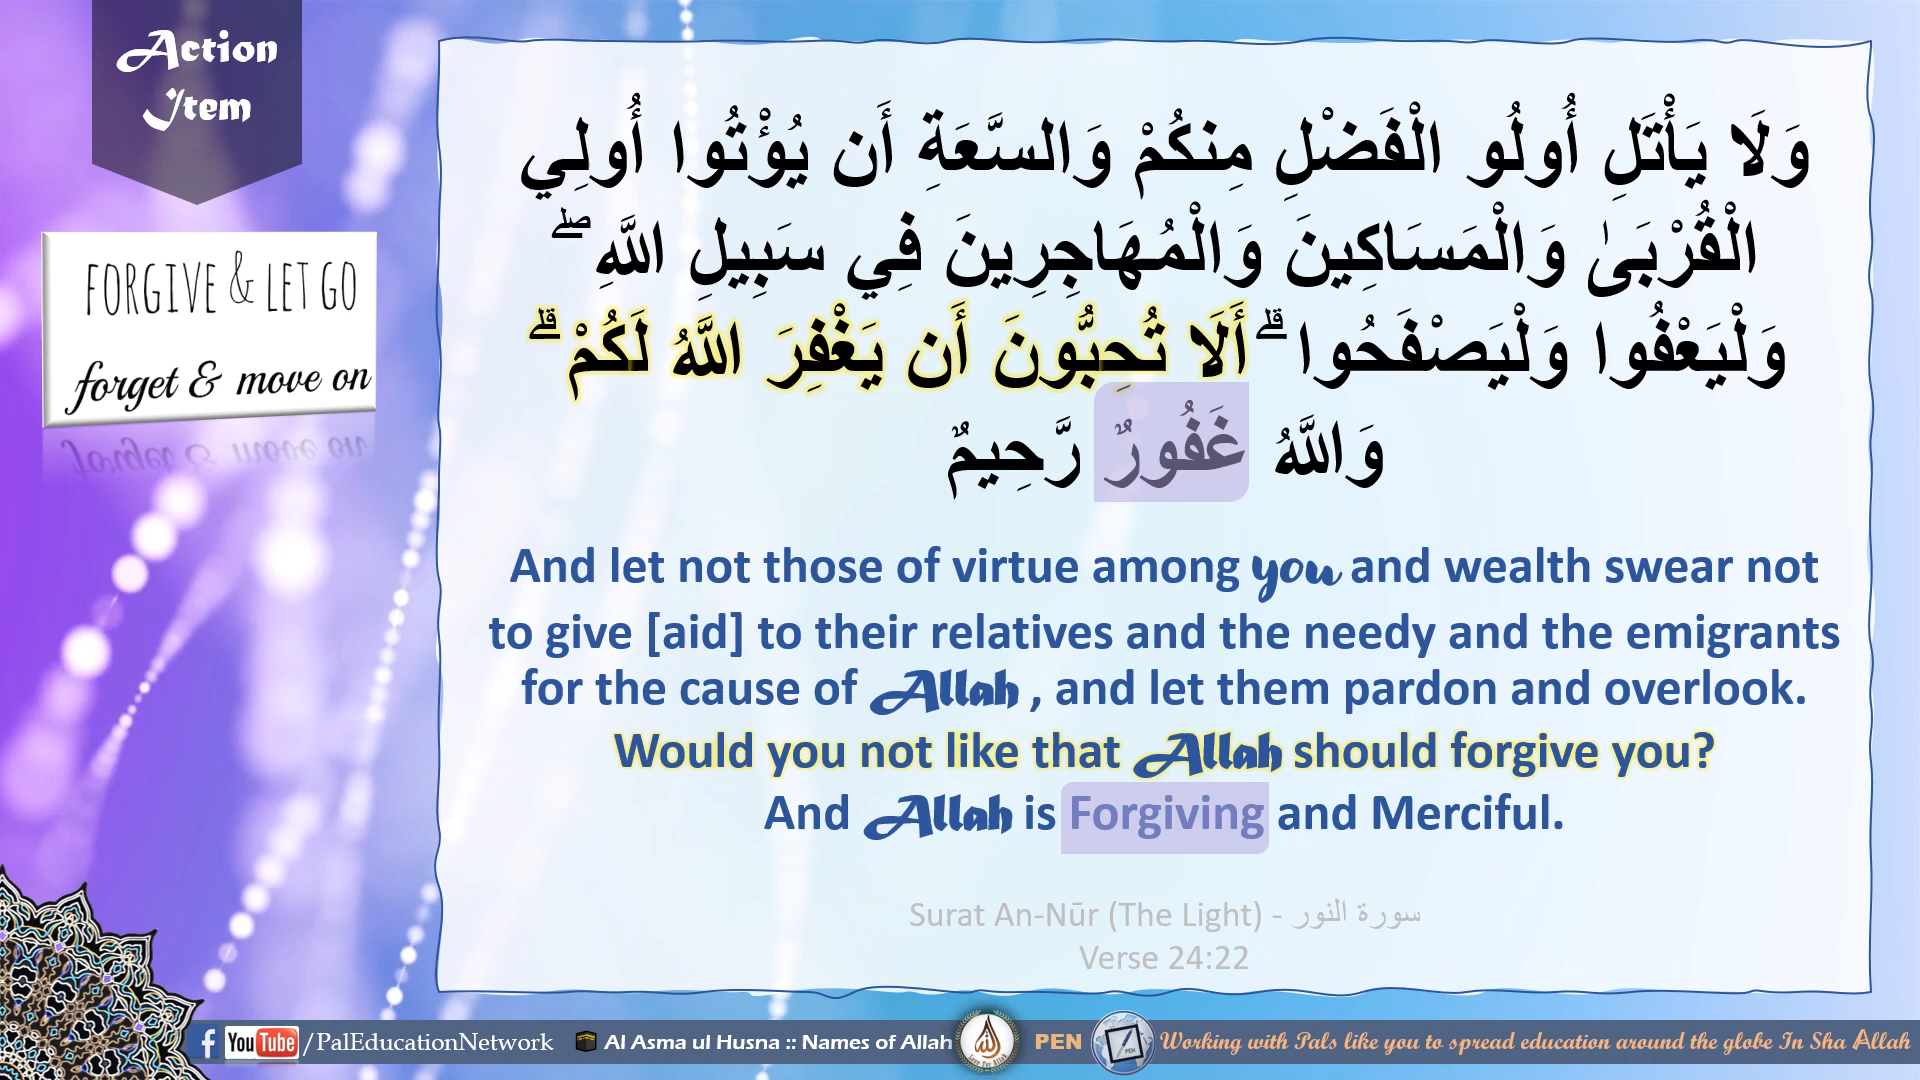 Action
Item
FORGIVE & LET GO
forget & move on
وَلَا يَأْتَلِ أُولُو الْفَضْلِ مِنكُمْ وَالسَّعَةِ أَن يُؤْتُوا أُولِي
الْقُرْبَىٰ وَالْمَسَاكِينَ وَالْمُهَاجِرِينَ فِي سَبِيلِ اللَّهِ ۖ
وَلْيَعْفُوا وَلْيَصْفَحُوا ۗ أَلَا تُحِبُّونَ أَن يَغْفِرَ اللَّهُ لَكُمْ ۗ
وَاللَّهُ غَفُورٌ رَّحِيمٌ
And let not those of virtue among you and wealth swear not
to give [aid] to their relatives and the needy and the emigrants
for the cause of Allah , and let them pardon and overlook.
Would you not like that Allah should forgive you?
And Allah is Forgiving and Merciful.
Surat An-Nūr (The Light) - سورة النور
Verse 24:22
f YouTube /PalEducationNetwork Al Asma ul Husna :: Names of Allah PEN Working with Pals like you to spread education around the globe In Sha Allah